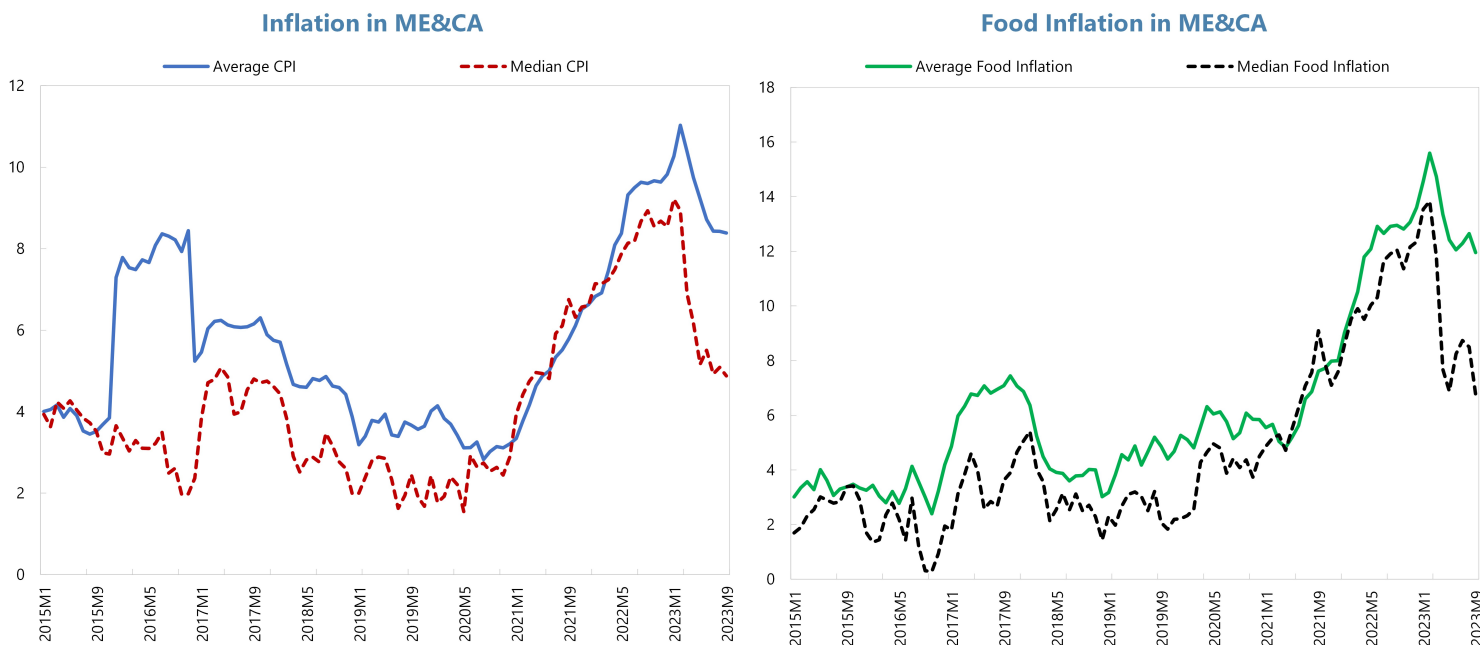 Inflation in ME&CA
Average CPI
Median CPI
12
10
8
6
4
2
0
2015M1
2015M9
2016M5
2017M1
2017M9
2018M5
2019M1
2019M9
2020M5
2021M1
2021M9
2022M5
2023M1
2023M9
Food Inflation in ME&CA
Average Food Inflation
Median Food Inflation
18
16
14
12
10
8
6
4
2
0
2015M1
2015M9
2016M5
2017M1
2017M9
2018M5
2019M1
2019M9
2020M5
2021M1
2021M9
2022M5
2023M1
2023M9